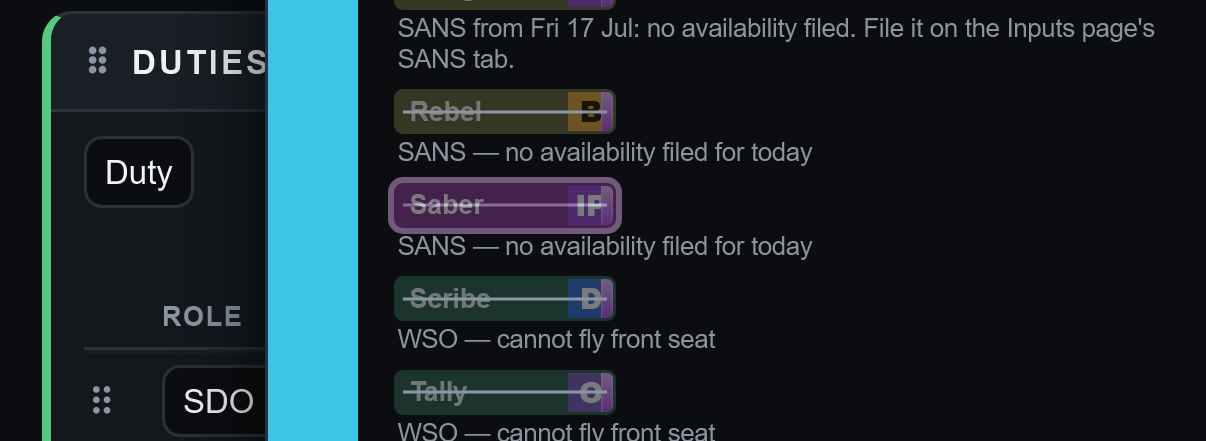 DUTIES
Duty
ROLE
SDO
SANS from Fri 17 Jul: no availability filed. File it on the Inputs page's
SANS tab.
Rebel B
SANS — no availability filed for today
Saber IP
SANS — no availability filed for today
Scribe D
WSO — cannot fly front seat
Tally O
WSO — cannot fly front seat